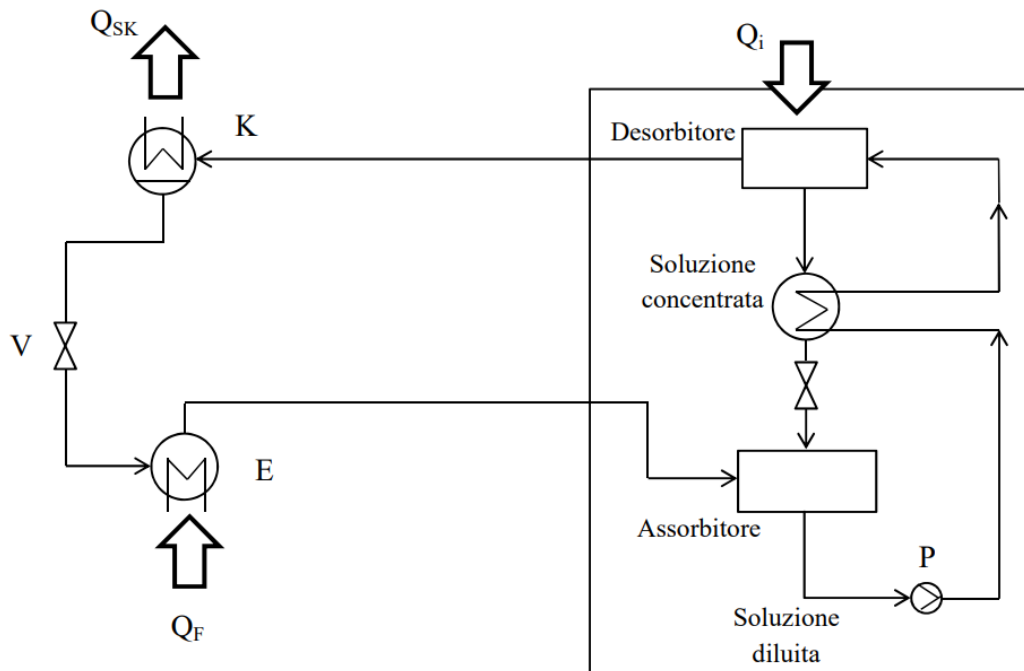 Q_SK
Q_i
K
Desorbitore
Soluzione
concentrata
V
E
Assorbitore
P
Q_F
Soluzione
diluita